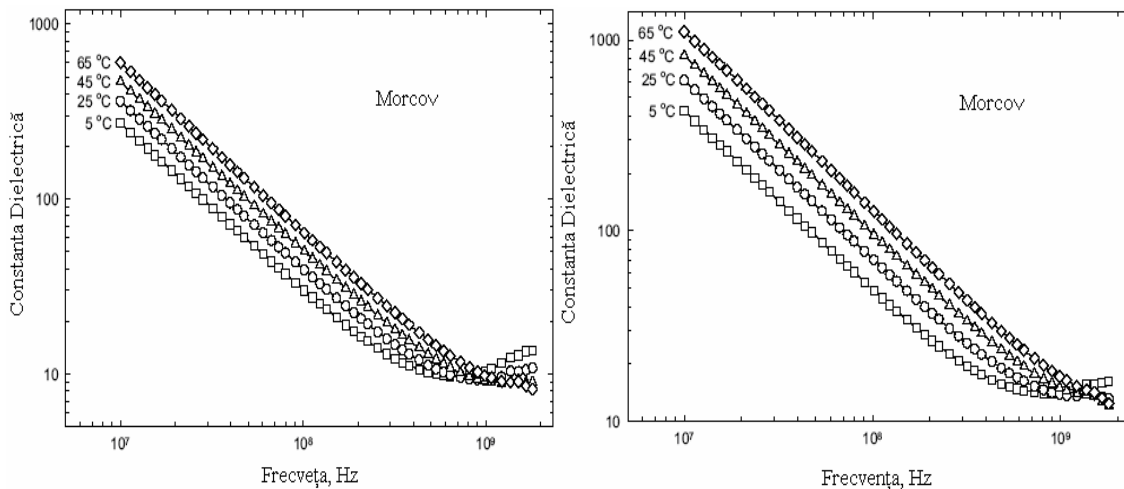 1000
65 °C
45 °C
25 °C
5 °C
Morcov
100
10
Constanta Dielectrică
10⁷
10⁸
10⁹
Frecveța, Hz
1000
65 °C
45 °C
25 °C
5 °C
Morcov
100
10
Constanta Dielectrică
10⁷
10⁸
10⁹
Frecvența, Hz